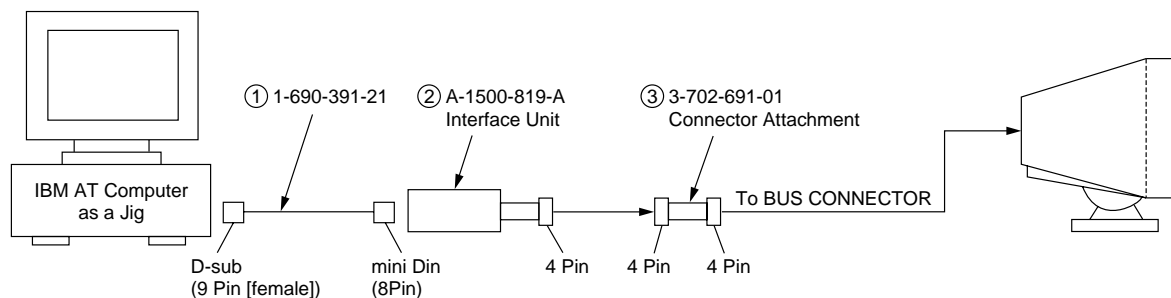 ① 1-690-391-21
② A-1500-819-A
Interface Unit
③ 3-702-691-01
Connector Attachment
IBM AT Computer
as a Jig
To BUS CONNECTOR
D-sub
(9 Pin [female])
mini Din
(8Pin)
4 Pin
4 Pin
4 Pin